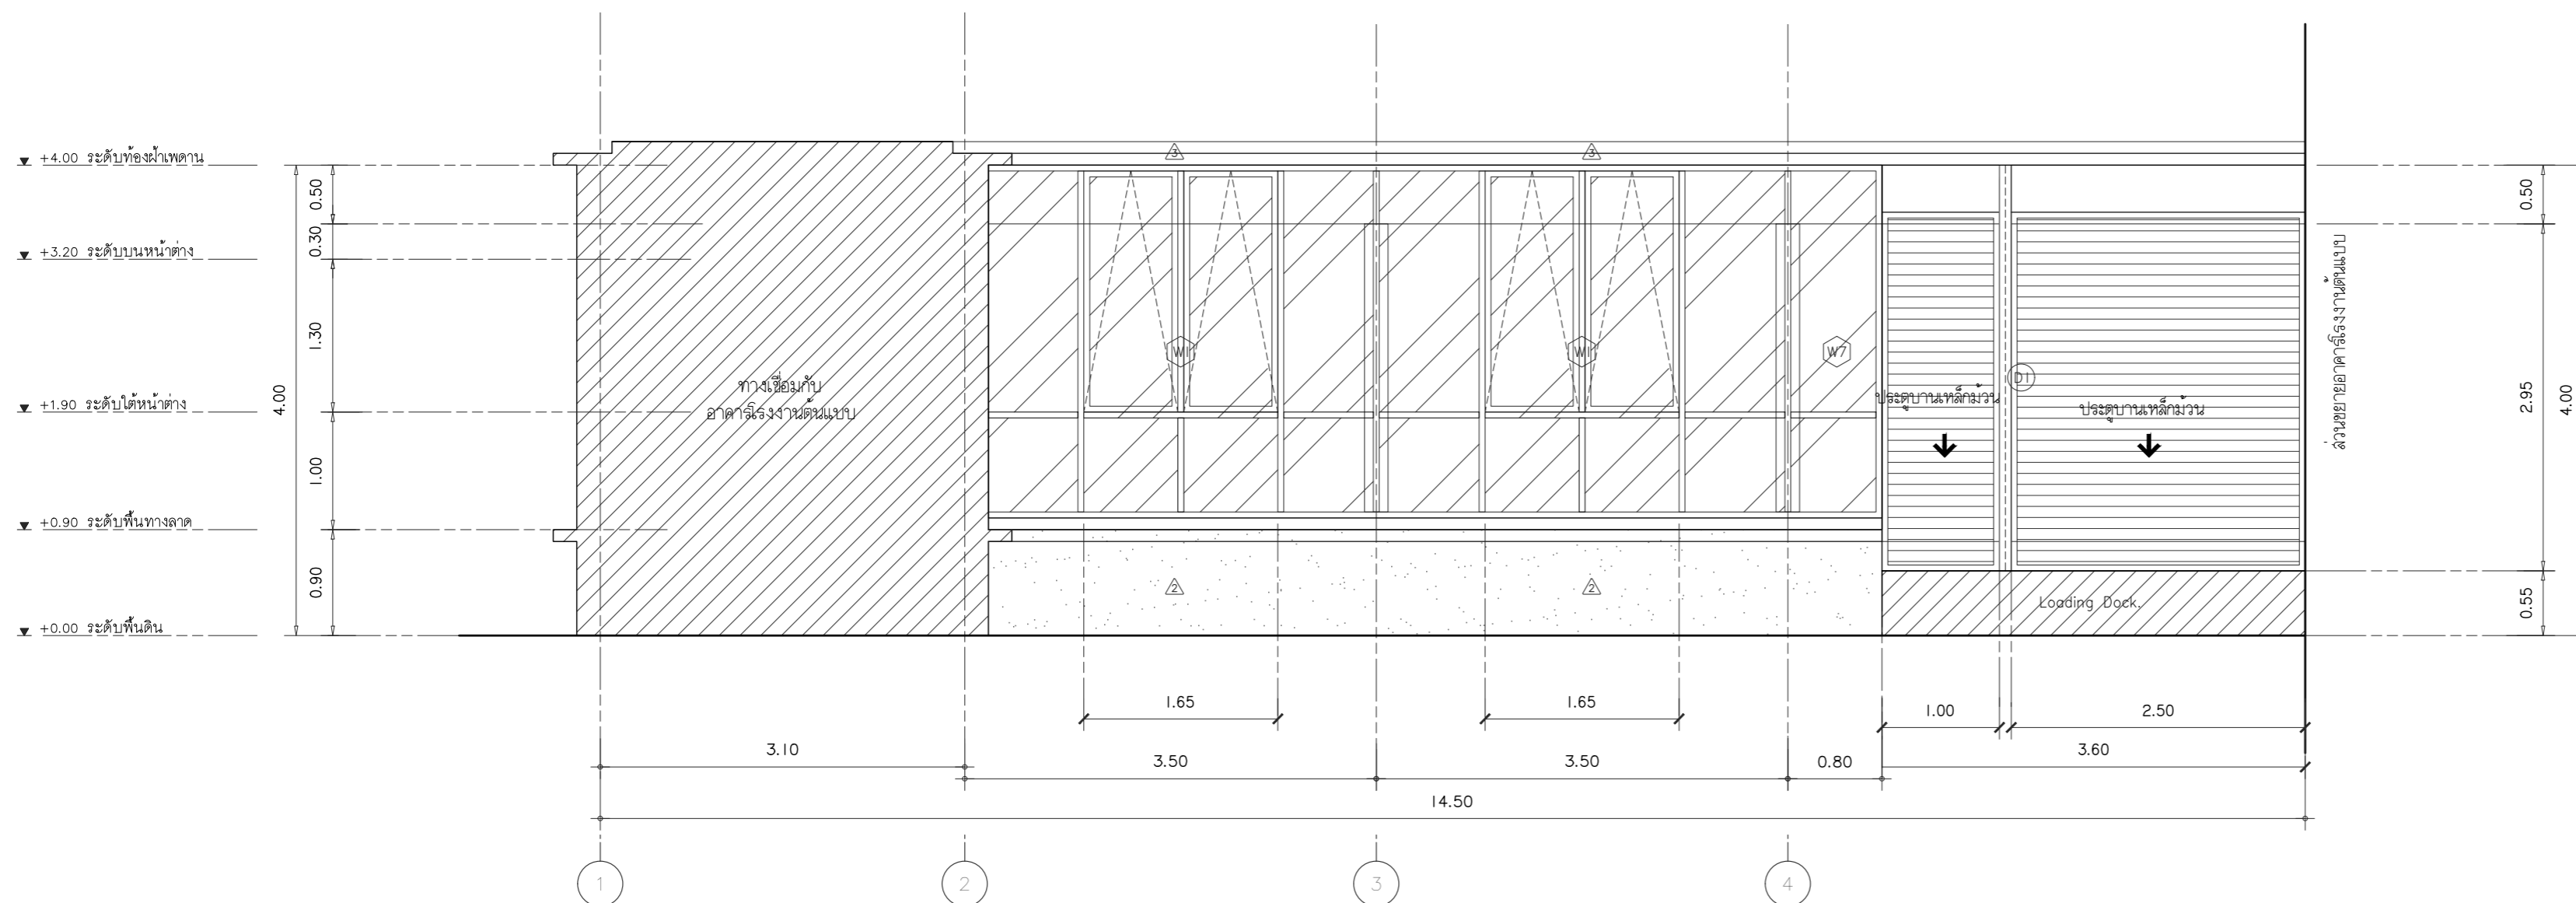 +4.00 ระดับท้องฝ้าเพดาน
+3.20 ระดับบนหน้าต่าง
+1.90 ระดับใต้หน้าต่าง
+0.90 ระดับพื้นทางลาด
+0.00 ระดับพื้นดิน
4.00
0.50
0.30
1.30
1.00
0.90
ทางเชื่อมกับ
อาคารโรงงานต้นแบบ
3
3
W1
W1
W7
D1
ประตูบานเหล็กม้วน
ประตูบานเหล็กม้วน
2
2
Loading Dock.
ส่วนขยายอาคารโรงงานต้นแบบ
0.50
2.95
0.55
4.00
1.65
1.65
1.00
2.50
3.10
3.50
3.50
0.80
3.60
14.50
1
2
3
4